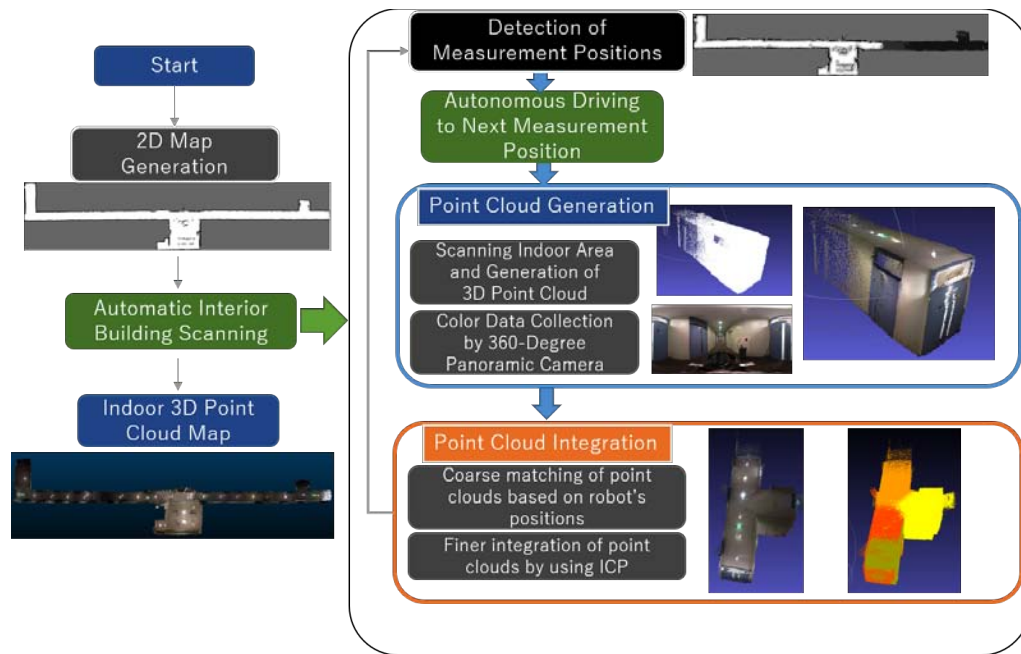 Start
2D Map
Generation
Automatic Interior
Building Scanning
Indoor 3D Point
Cloud Map
Detection of
Measurement Positions
Autonomous Driving
to Next Measurement
Position
Point Cloud Generation
Scanning Indoor Area
and Generation of
3D Point Cloud
Color Data Collection
by 360-Degree
Panoramic Camera
Point Cloud Integration
Coarse matching of point
clouds based on robot's
positions
Finer integration of point
clouds by using ICP